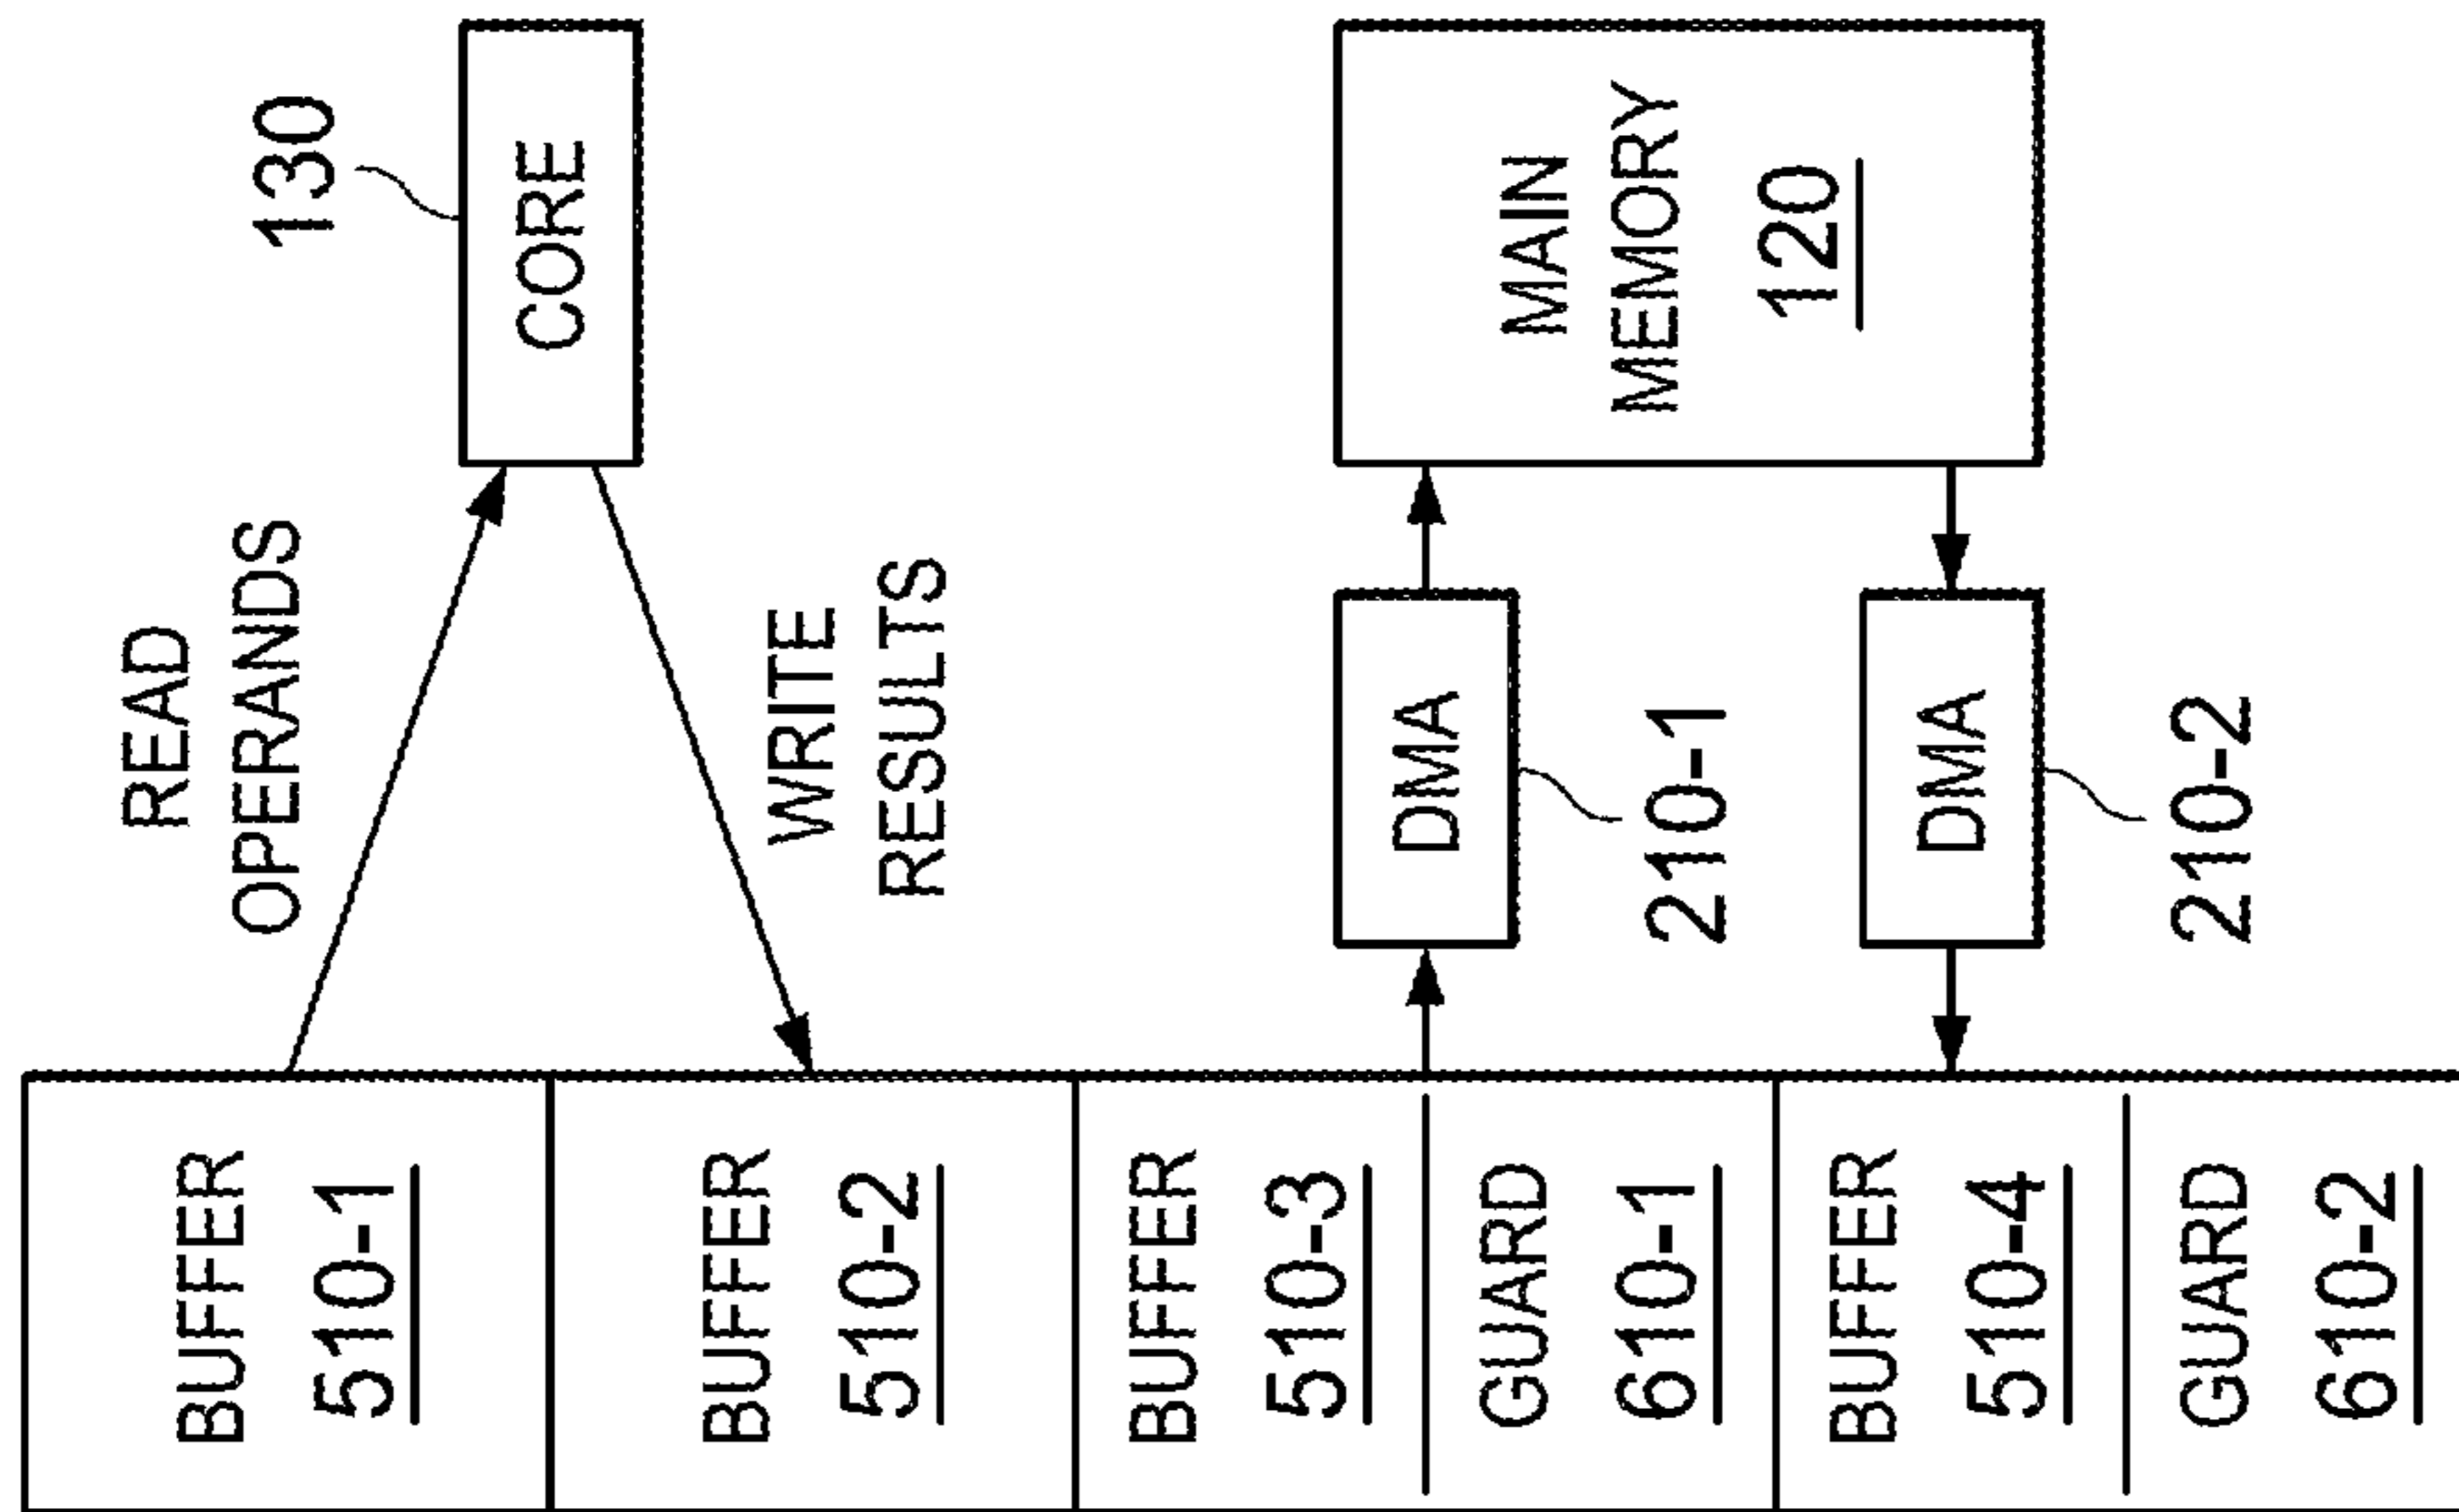 130
CORE
READ
OPERANDS
WRITE
RESULTS
MAIN
MEMORY
120
DMA
210-1
DMA
210-2
BUFFER
510-1
BUFFER
510-2
BUFFER
510-3
GUARD
610-1
BUFFER
510-4
GUARD
610-2